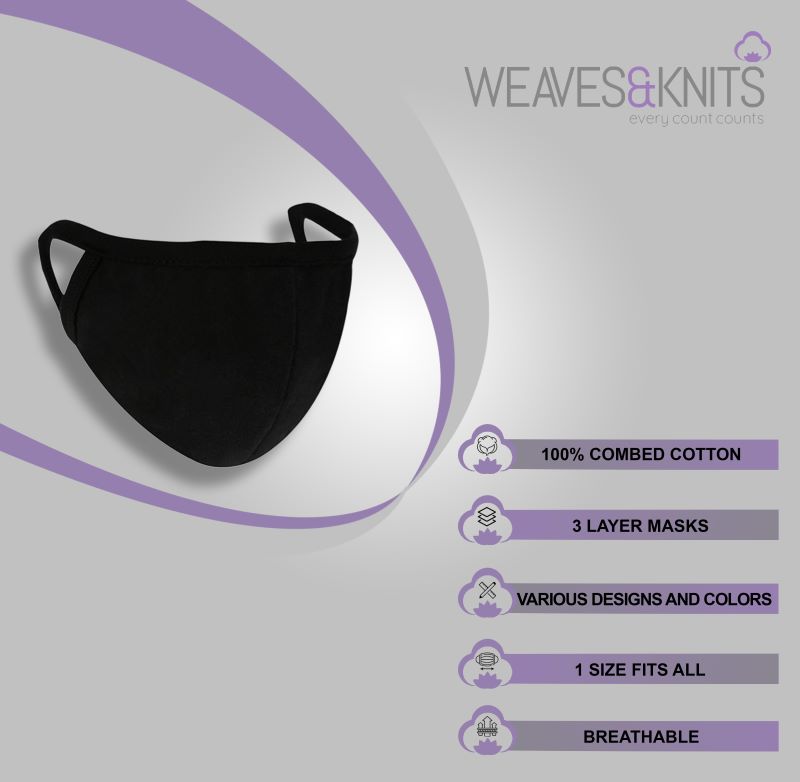 WEAVES&KNITS
every count counts
100% COMBED COTTON
3 LAYER MASKS
VARIOUS DESIGNS AND COLORS
1 SIZE FITS ALL
BREATHABLE